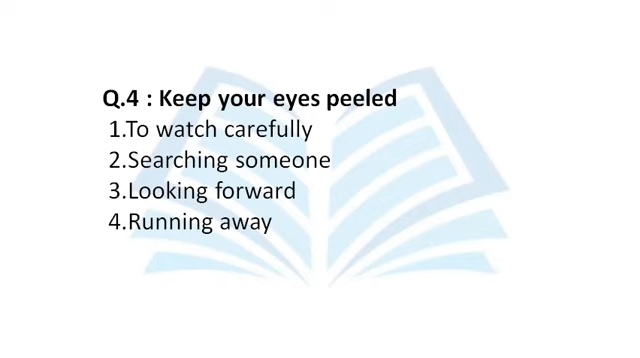 Q.4 : Keep your eyes peeled
1.To watch carefully
2.Searching someone
3.Looking forward
4.Running away